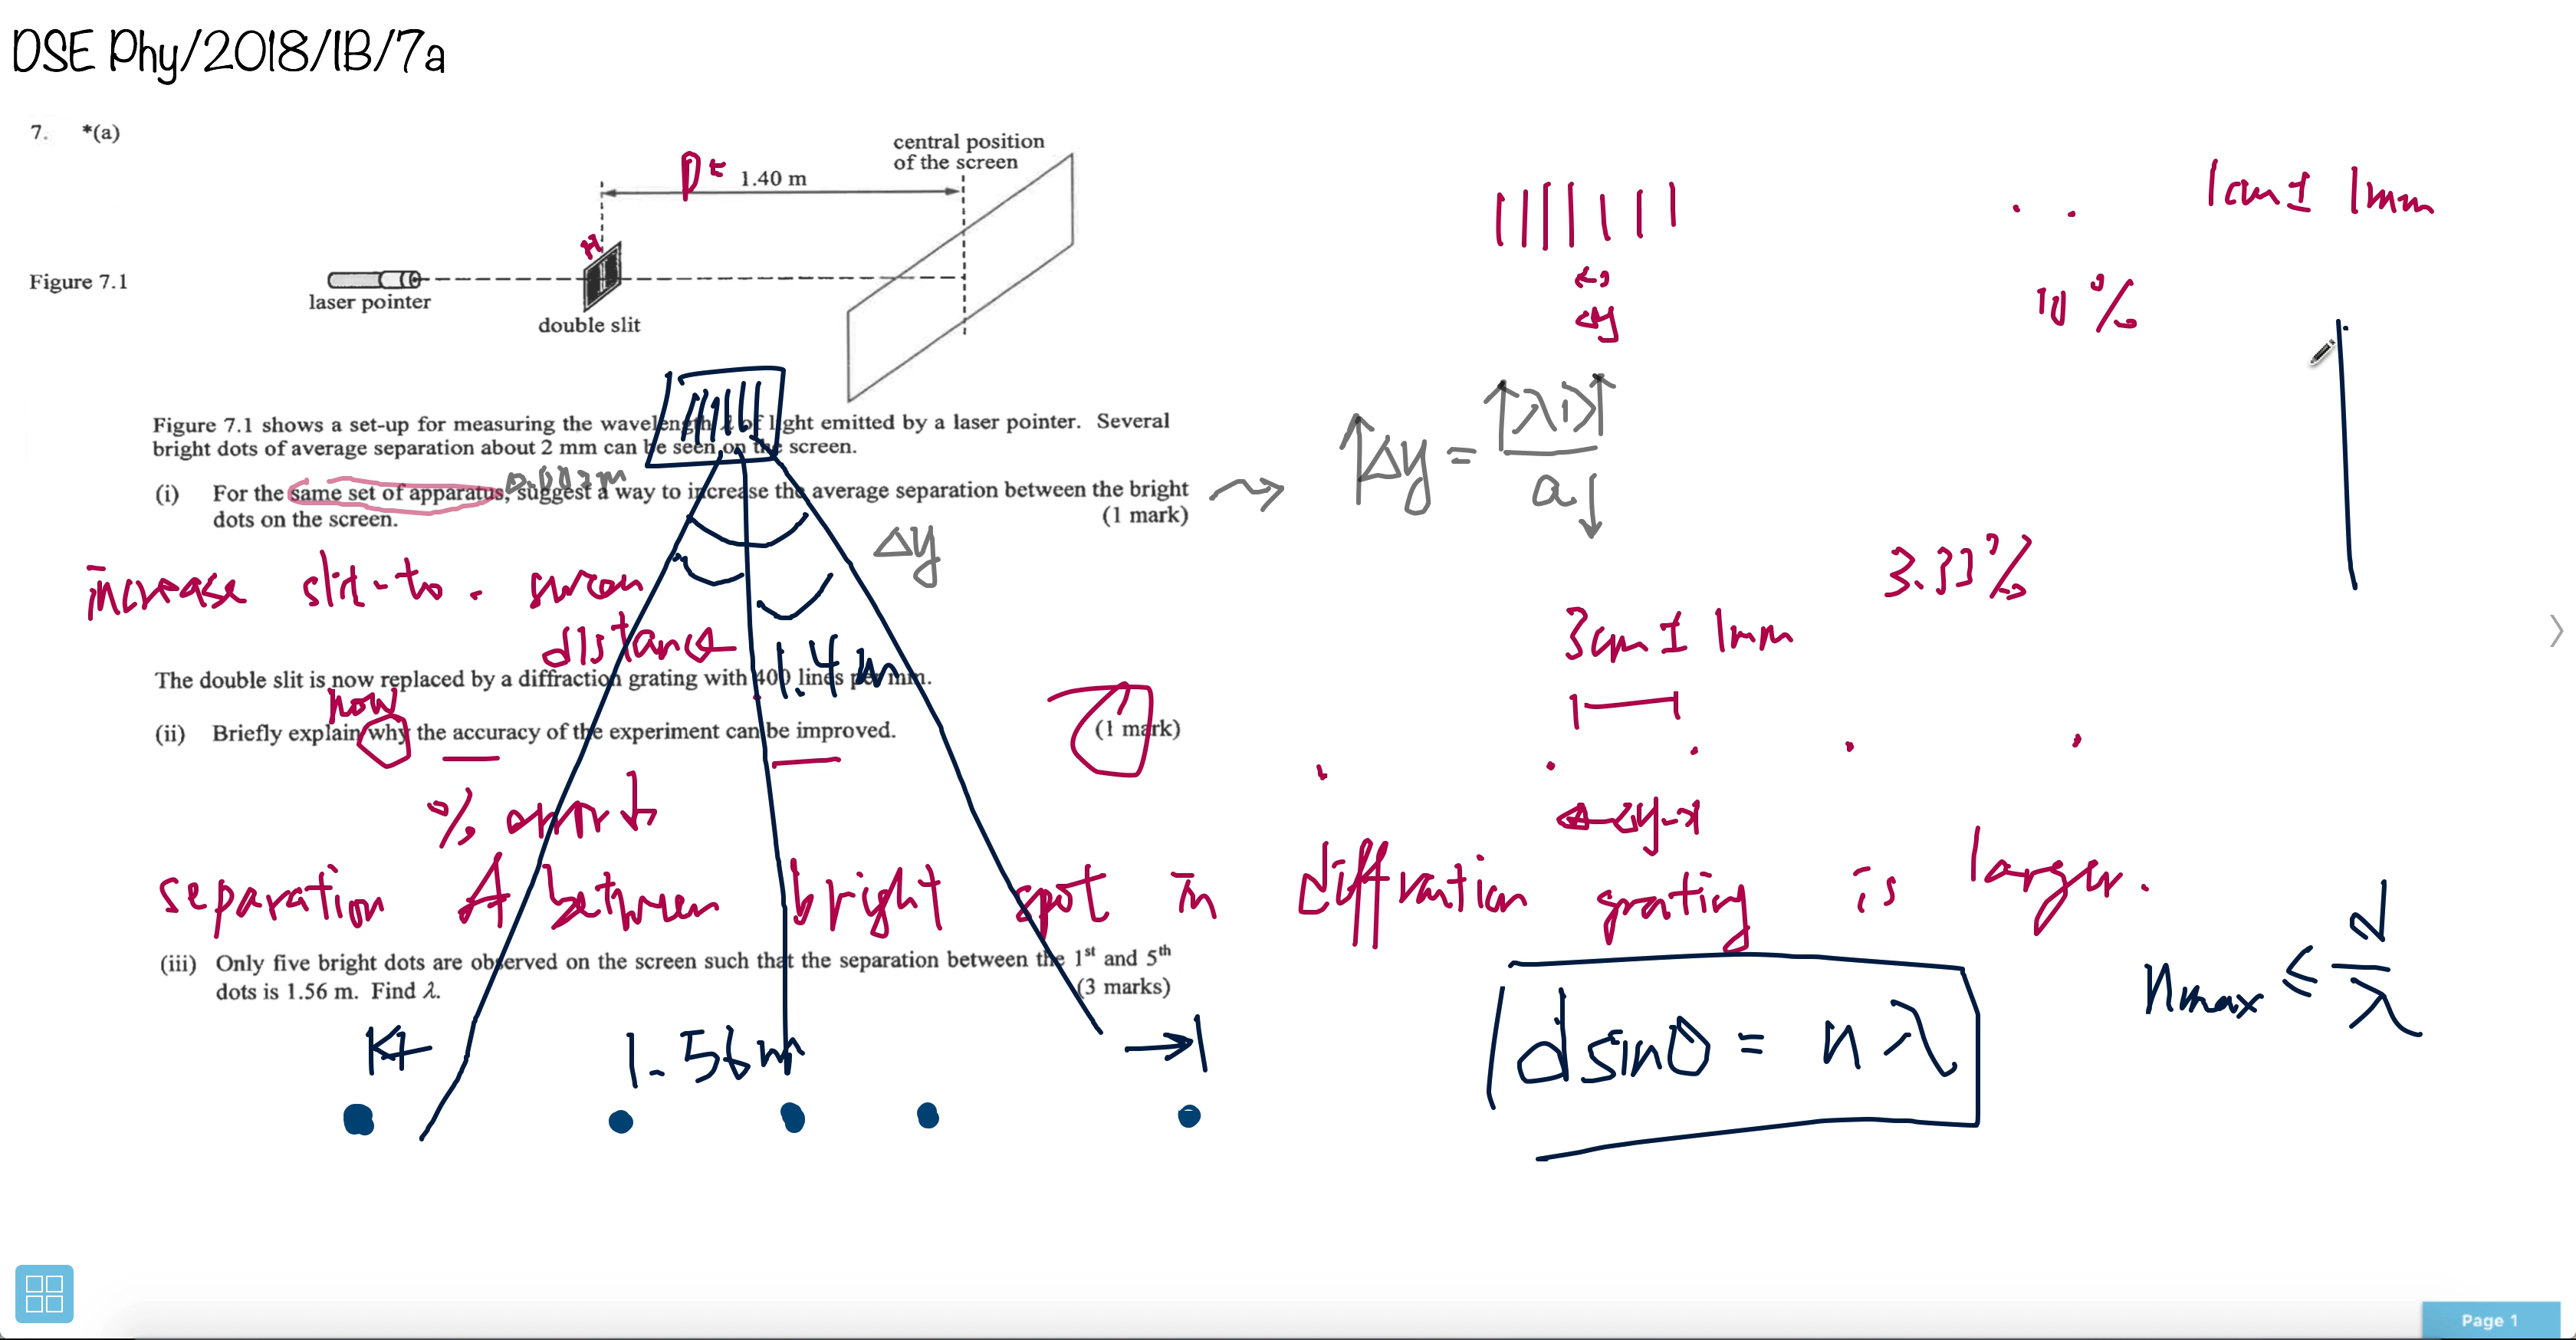 DSE Phy/2018/1B/7a
7. *(a)
central position
of the screen
D = 1.40 m
1cm ± 1mm
Figure 7.1
laser pointer
double slit
Δy
10%
Figure 7.1 shows a set-up for measuring the wavelength λ of light emitted by a laser pointer. Several
bright dots of average separation about 2 mm can be seen on the screen.
0.002m
(i) For the same set of apparatus, suggest a way to increase the average separation between the bright
dots on the screen. (1 mark)
↑Δy = ↑λD↑ / a↓
Δy
increase slit-to-screen
distance
3.33%
3cm ± 1mm
1.4m
The double slit is now replaced by a diffraction grating with 400 lines per mm.
how
(ii) Briefly explain why the accuracy of the experiment can be improved. (1 mark)
% error ↓
Δy
separation between bright spot in diffraction grating is larger.
(iii) Only five bright dots are observed on the screen such that the separation between the 1st and 5th
dots is 1.56 m. Find λ. (3 marks)
1.56m
d sinθ = nλ
nmax ≤ d / λ
Page 1